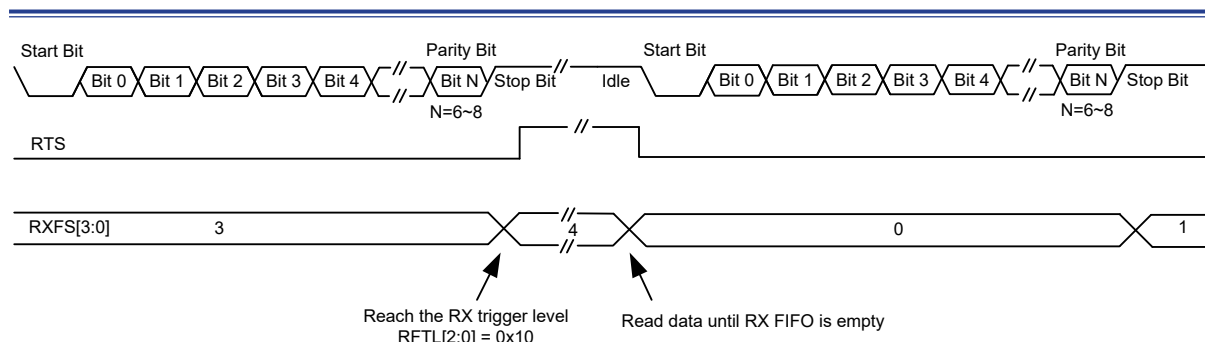 Start Bit Parity Bit Start Bit Parity Bit
Bit 0 Bit 1 Bit 2 Bit 3 Bit 4 Bit N Stop Bit Idle Bit 0 Bit 1 Bit 2 Bit 3 Bit 4 Bit N Stop Bit
N=6~8 N=6~8
RTS
RXFS[3:0] 3 4 0 1
Reach the RX trigger level
RFTL[2:0] = 0x10
Read data until RX FIFO is empty